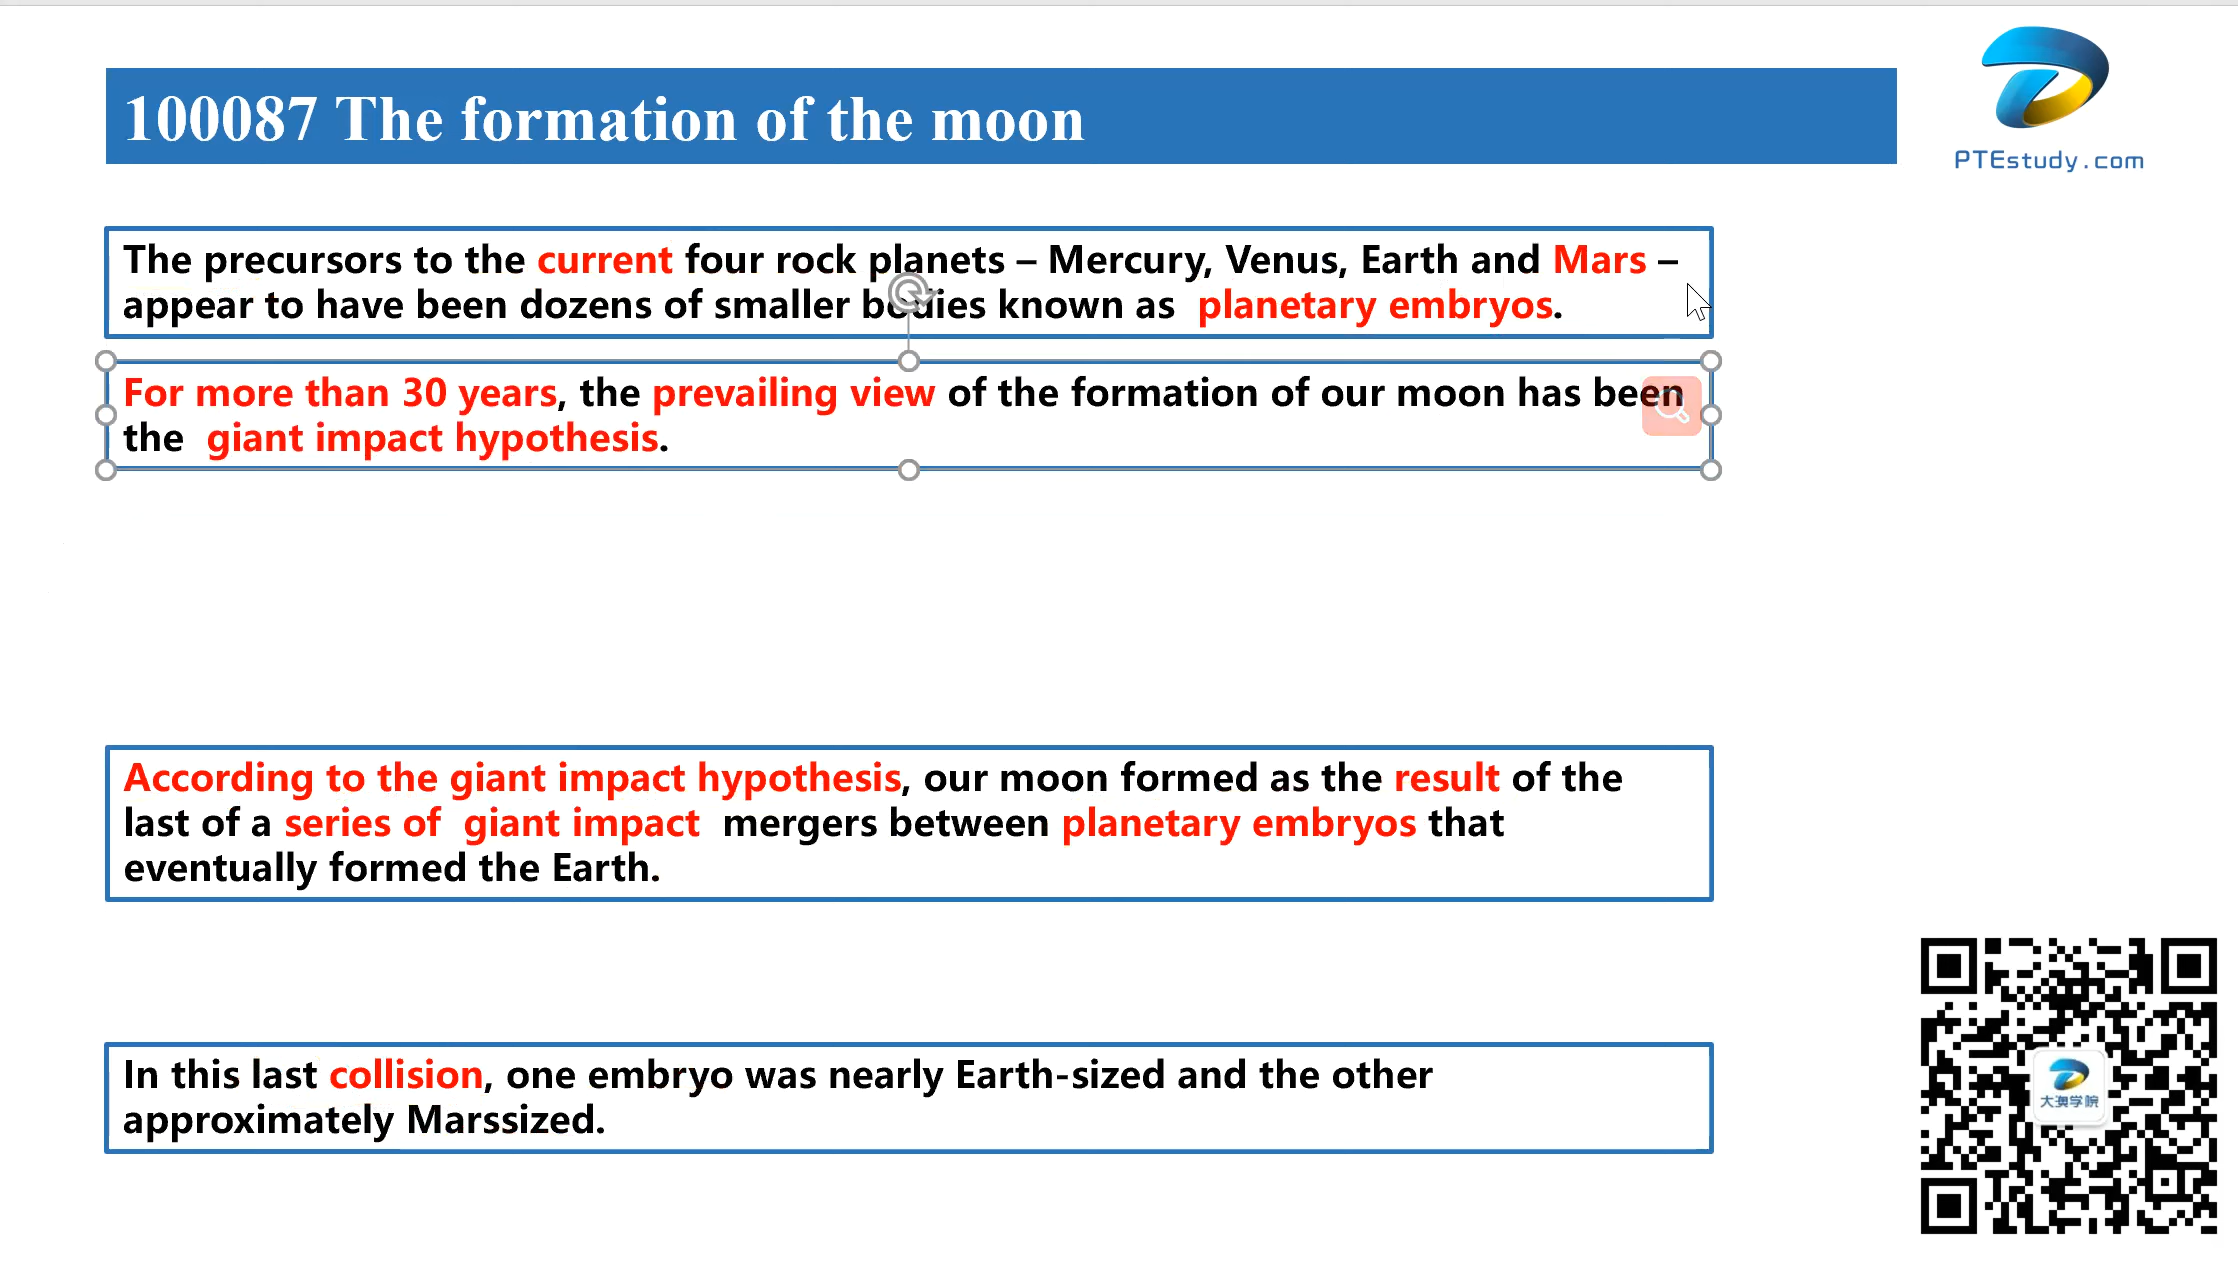 100087 The formation of the moon
PTEstudy.com
The precursors to the current four rock planets – Mercury, Venus, Earth and Mars –
appear to have been dozens of smaller bodies known as planetary embryos.
For more than 30 years, the prevailing view of the formation of our moon has been
the giant impact hypothesis.
According to the giant impact hypothesis, our moon formed as the result of the
last of a series of giant impact mergers between planetary embryos that
eventually formed the Earth.
In this last collision, one embryo was nearly Earth-sized and the other
approximately Marssized.
大澳学院